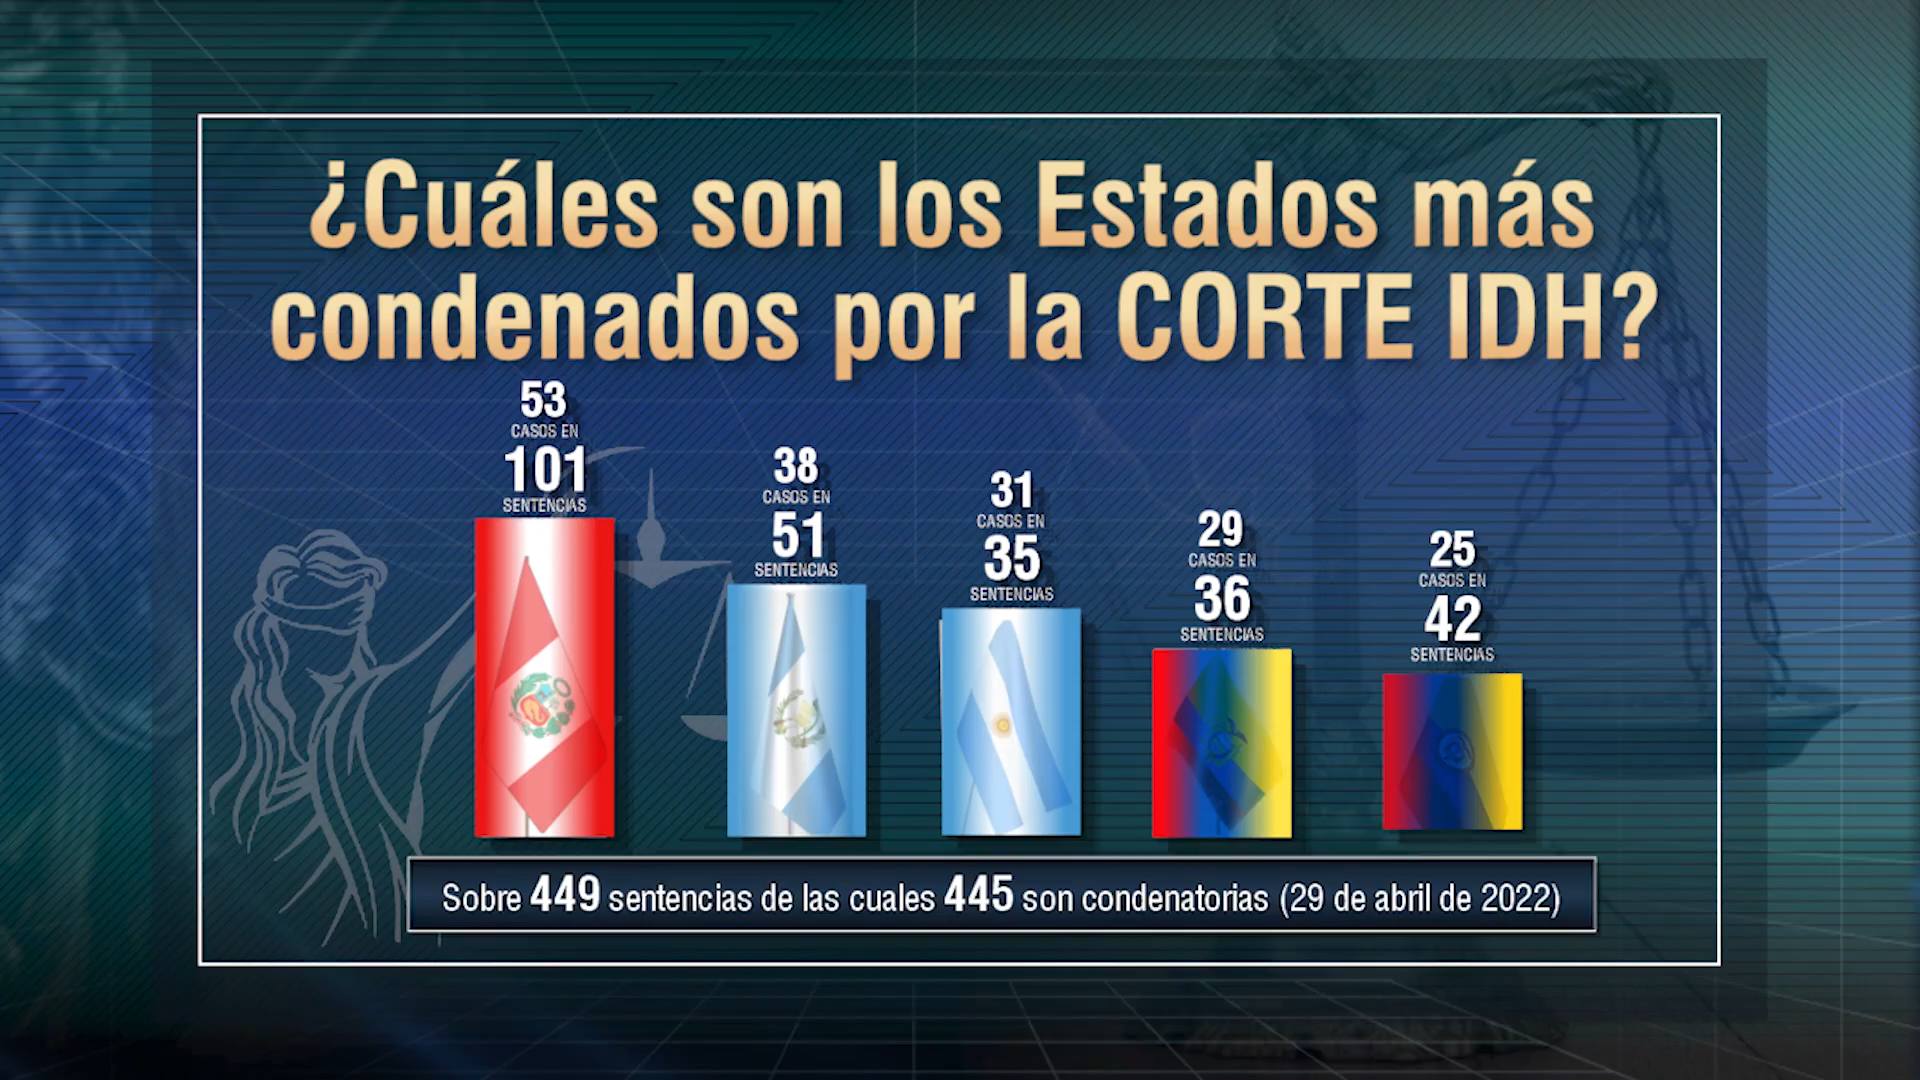 ¿Cuáles son los Estados más
condenados por la CORTE IDH?
53
CASOS EN
101
SENTENCIAS
38
CASOS EN
51
SENTENCIAS
31
CASOS EN
35
SENTENCIAS
29
CASOS EN
36
SENTENCIAS
25
CASOS EN
42
SENTENCIAS
Sobre 449 sentencias de las cuales 445 son condenatorias (29 de abril de 2022)